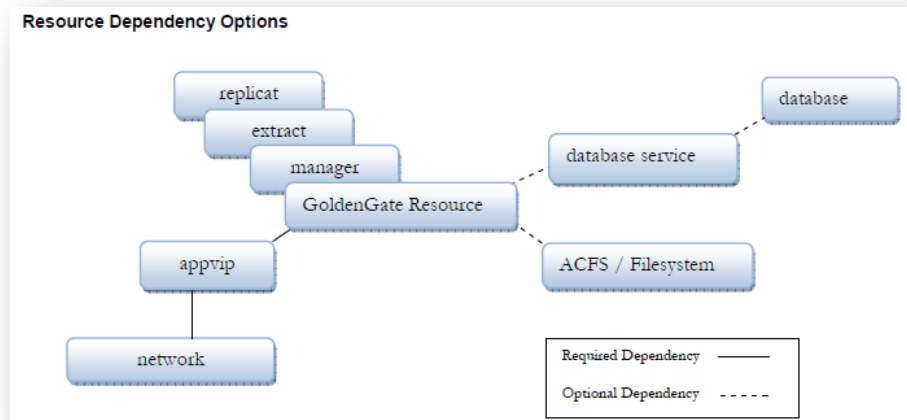 Resource Dependency Options
replicat
extract
manager
GoldenGate Resource
database
database service
ACFS / Filesystem
appvip
network
Required Dependency
Optional Dependency